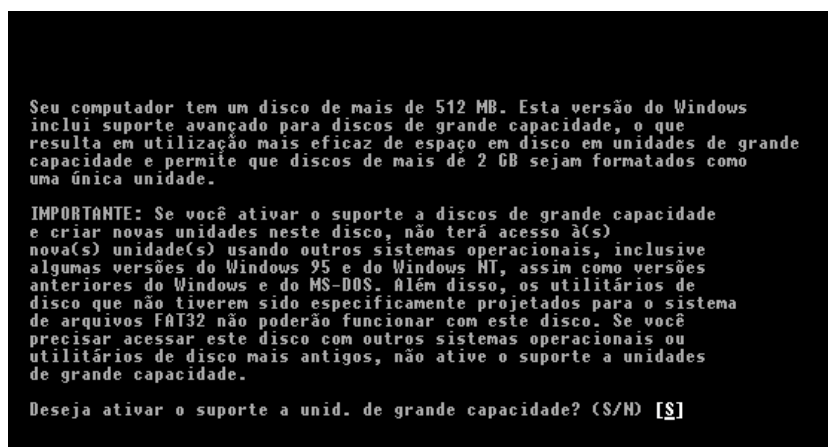 Seu computador tem um disco de mais de 512 MB. Esta versão do Windows
inclui suporte avançado para discos de grande capacidade, o que
resulta em utilização mais eficaz de espaço em disco em unidades de grande
capacidade e permite que discos de mais de 2 GB sejam formatados como
uma única unidade.
IMPORTANTE: Se você ativar o suporte a discos de grande capacidade
e criar novas unidades neste disco, não terá acesso à(s)
nova(s) unidade(s) usando outros sistemas operacionais, inclusive
algumas versões do Windows 95 e do Windows NT, assim como versões
anteriores do Windows e do MS-DOS. Além disso, os utilitários de
disco que não tiverem sido especificamente projetados para o sistema
de arquivos FAT32 não poderão funcionar com este disco. Se você
precisar acessar este disco com outros sistemas operacionais ou
utilitários de disco mais antigos, não ative o suporte a unidades
de grande capacidade.
Deseja ativar o suporte a unid. de grande capacidade? (S/N) [S]